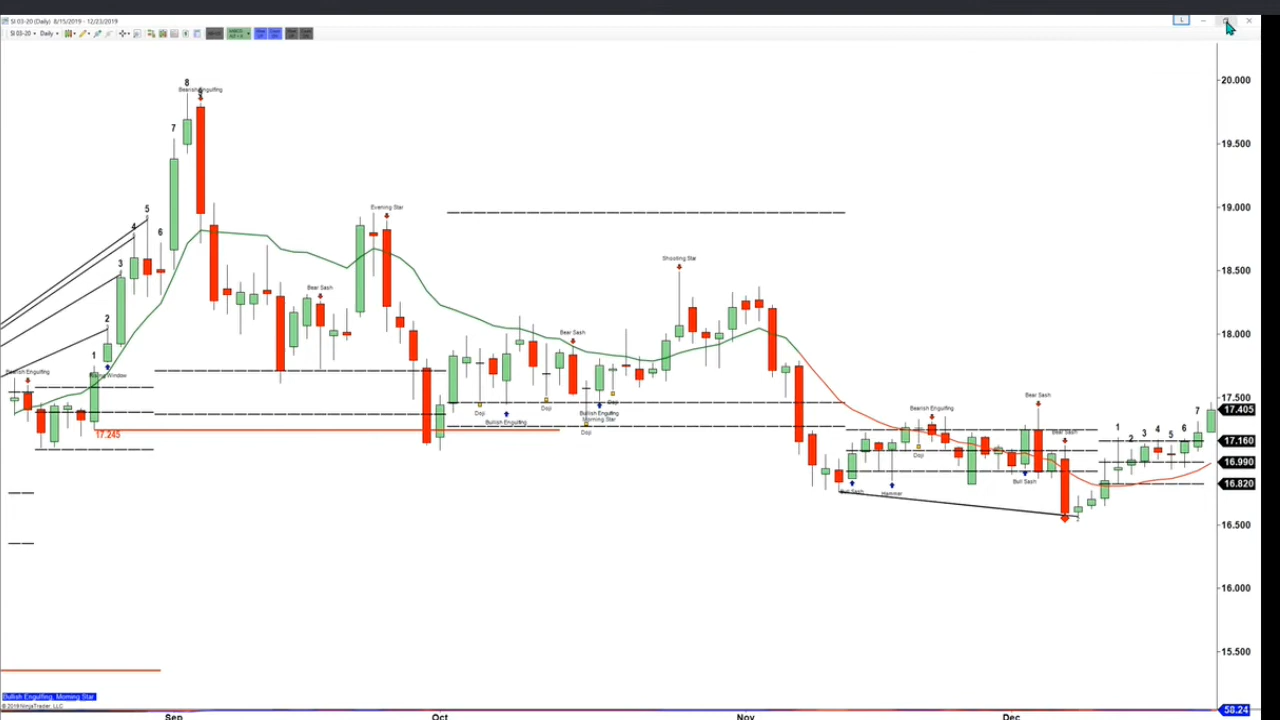 SI 03-20 (Daily) 8/15/2019 - 12/23/2019
SI 03-20 Daily
20.000
19.500
19.000
18.500
18.000
17.500
17.405
17.160
16.990
16.820
16.500
16.000
15.500
58.24
8
Bearish Engulfing
7
5
4
6
3
2
1
Evening Star
Bear Sash
Bearish Engulfing
17.245
Shooting Star
Bear Sash
Doji
Bullish Engulfing
Doji
Doji
Bullish Engulfing
Morning Star
Doji
Bearish Engulfing
Doji
Bull Sash
Hammer
Bear Sash
Bear Sash
Bull Sash
2
1
2
3
4
5
6
7
Bullish Engulfing, Morning Star
© 2019 NinjaTrader, LLC
Sep
Oct
Nov
Dec